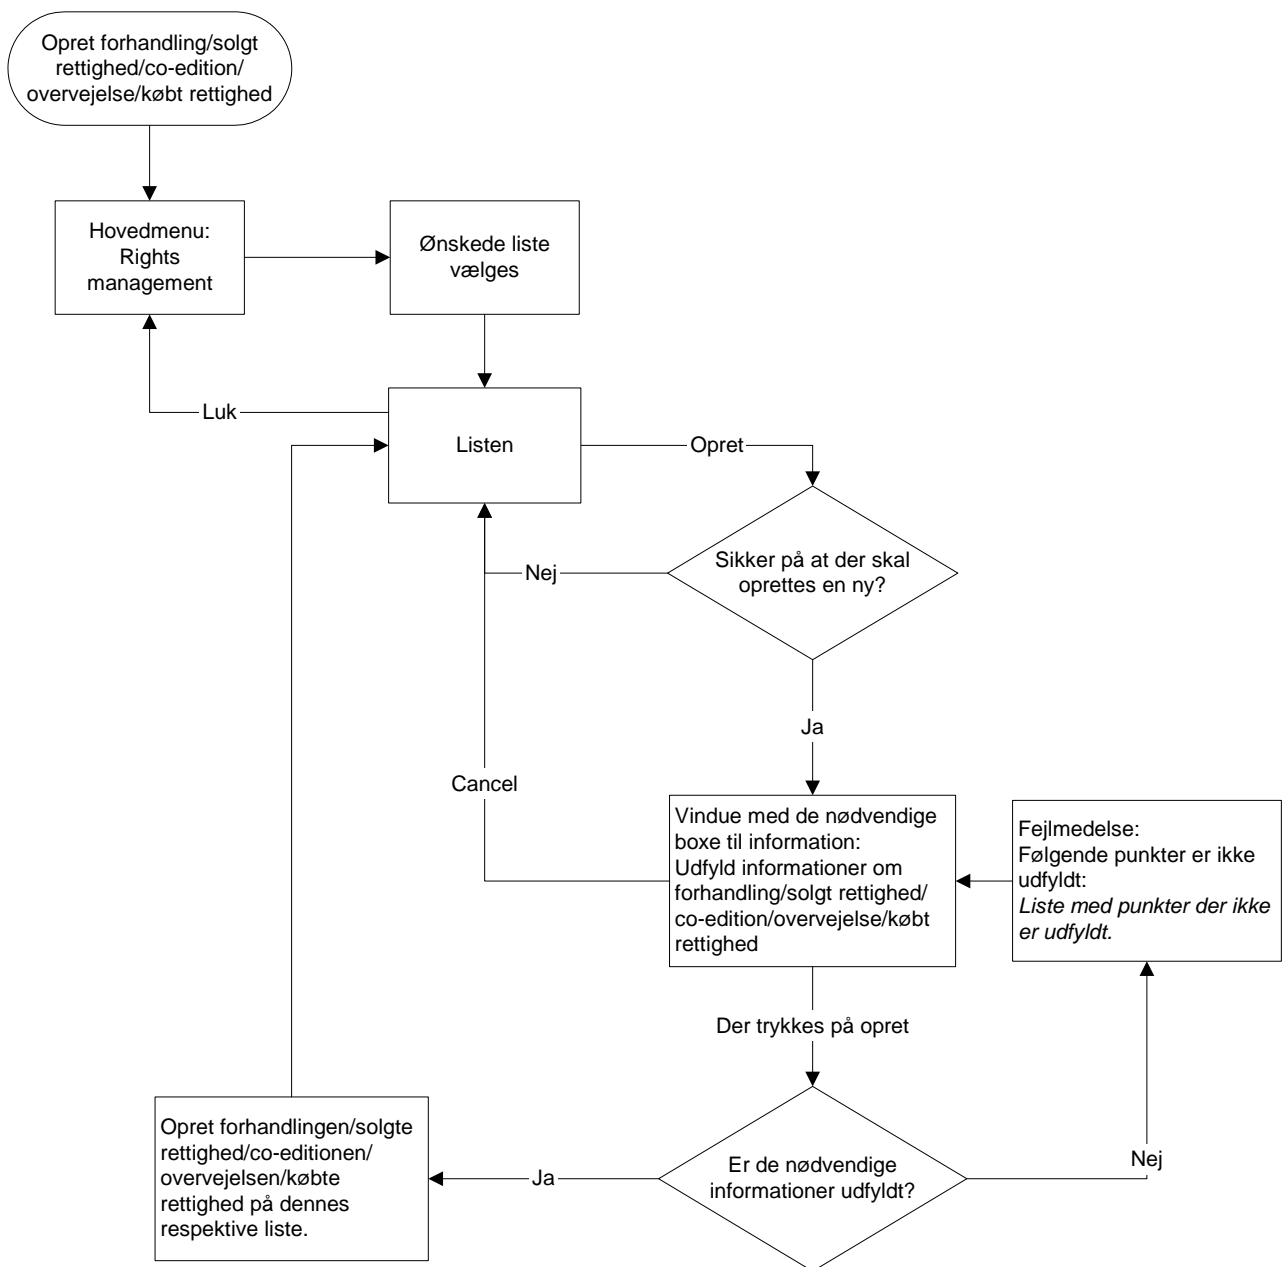 Opret forhandling/solgt
rettighed/co-edition/
overvejelse/købt rettighed
Hovedmenu:
Rights
management
Ønskede liste
vælges
Luk
Listen
Opret
Sikker på at der skal
oprettes en ny?
Nej
Ja
Cancel
Vindue med de nødvendige
boxe til information:
Udfyld informationer om
forhandling/solgt rettighed/
co-edition/overvejelse/købt
rettighed
Fejlmedelse:
Følgende punkter er ikke
udfyldt:
Liste med punkter der ikke
er udfyldt.
Der trykkes på opret
Er de nødvendige
informationer udfyldt?
Nej
Ja
Opret forhandlingen/solgte
rettighed/co-editionen/
overvejelsen/købte
rettighed på dennes
respektive liste.